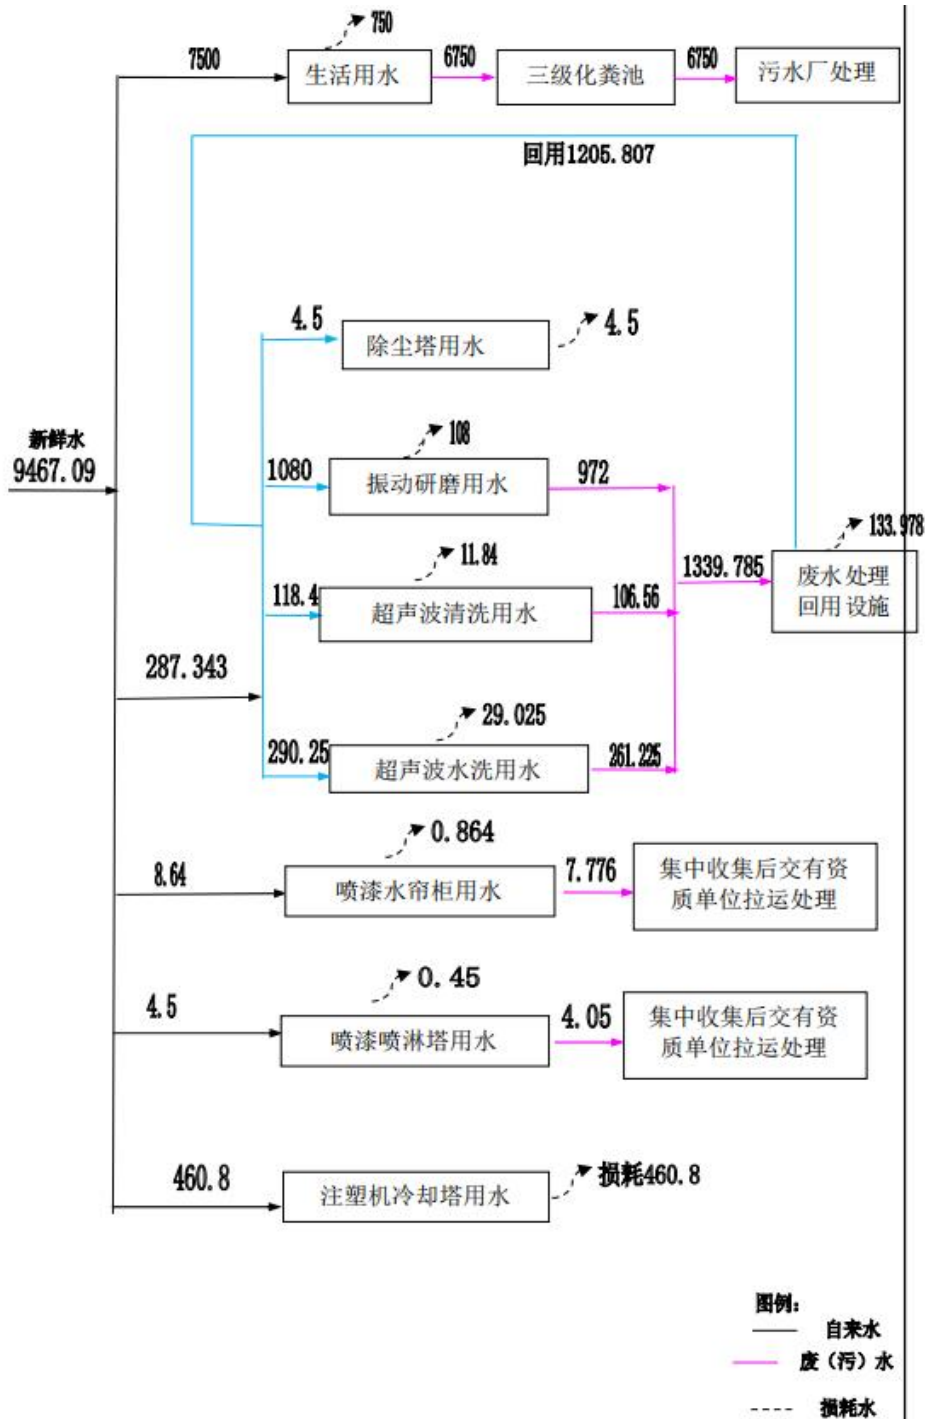 750
7500
生活用水
6750
三级化粪池
6750
污水厂处理
回用1205.807
4.5
除尘塔用水
4.5
新鲜水
9467.09
108
1080
振动研磨用水
972
133.978
11.84
118.4
超声波清洗用水
106.56
1339.785
废水处理
回用设施
287.343
29.025
290.25
超声波水洗用水
261.225
0.864
8.64
喷漆水帘柜用水
7.776
集中收集后交有资
质单位拉运处理
0.45
4.5
喷漆喷淋塔用水
4.05
集中收集后交有资
质单位拉运处理
460.8
注塑机冷却塔用水
损耗460.8
图例:
自来水
废（污）水
损耗水